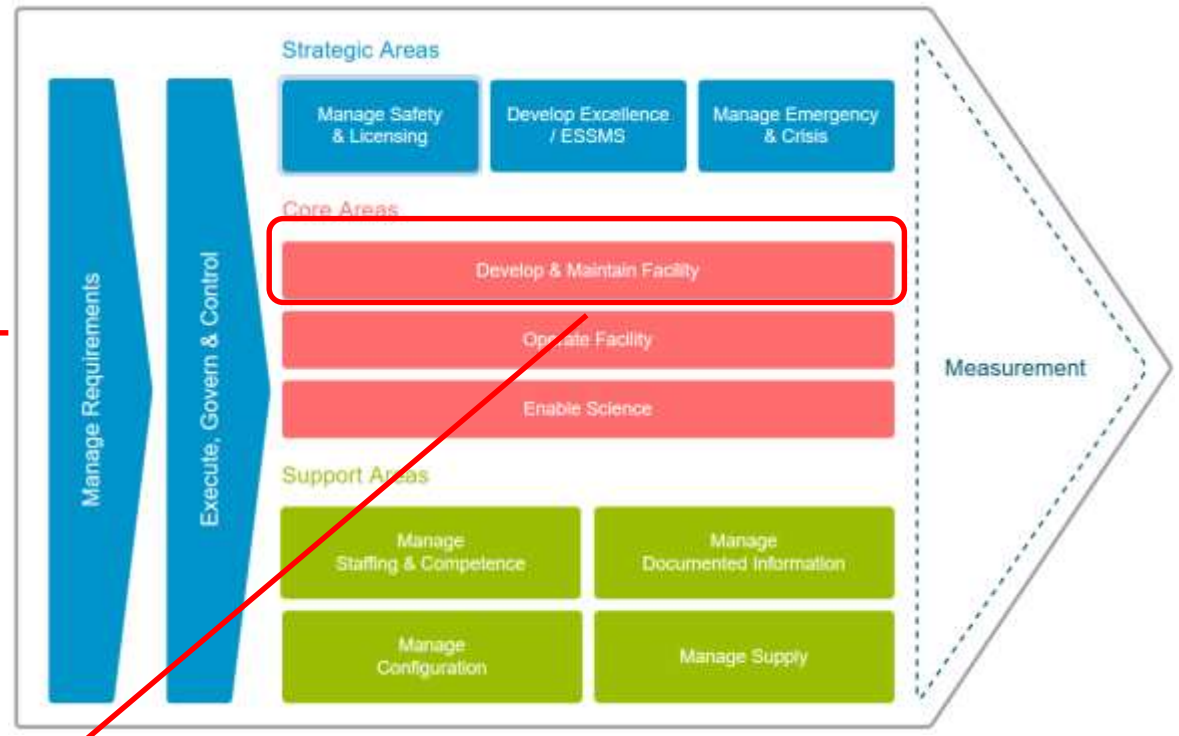 Strategic Areas
Manage Safety
& Licensing
Develop Excellence
/ ESSMS
Manage Emergency
& Crisis
Core Areas
Develop & Maintain Facility
Operate Facility
Enable Science
Support Areas
Manage
Staffing & Competence
Manage
Documented Information
Manage
Configuration
Manage Supply
Manage Requirements
Execute, Govern & Control
Measurement